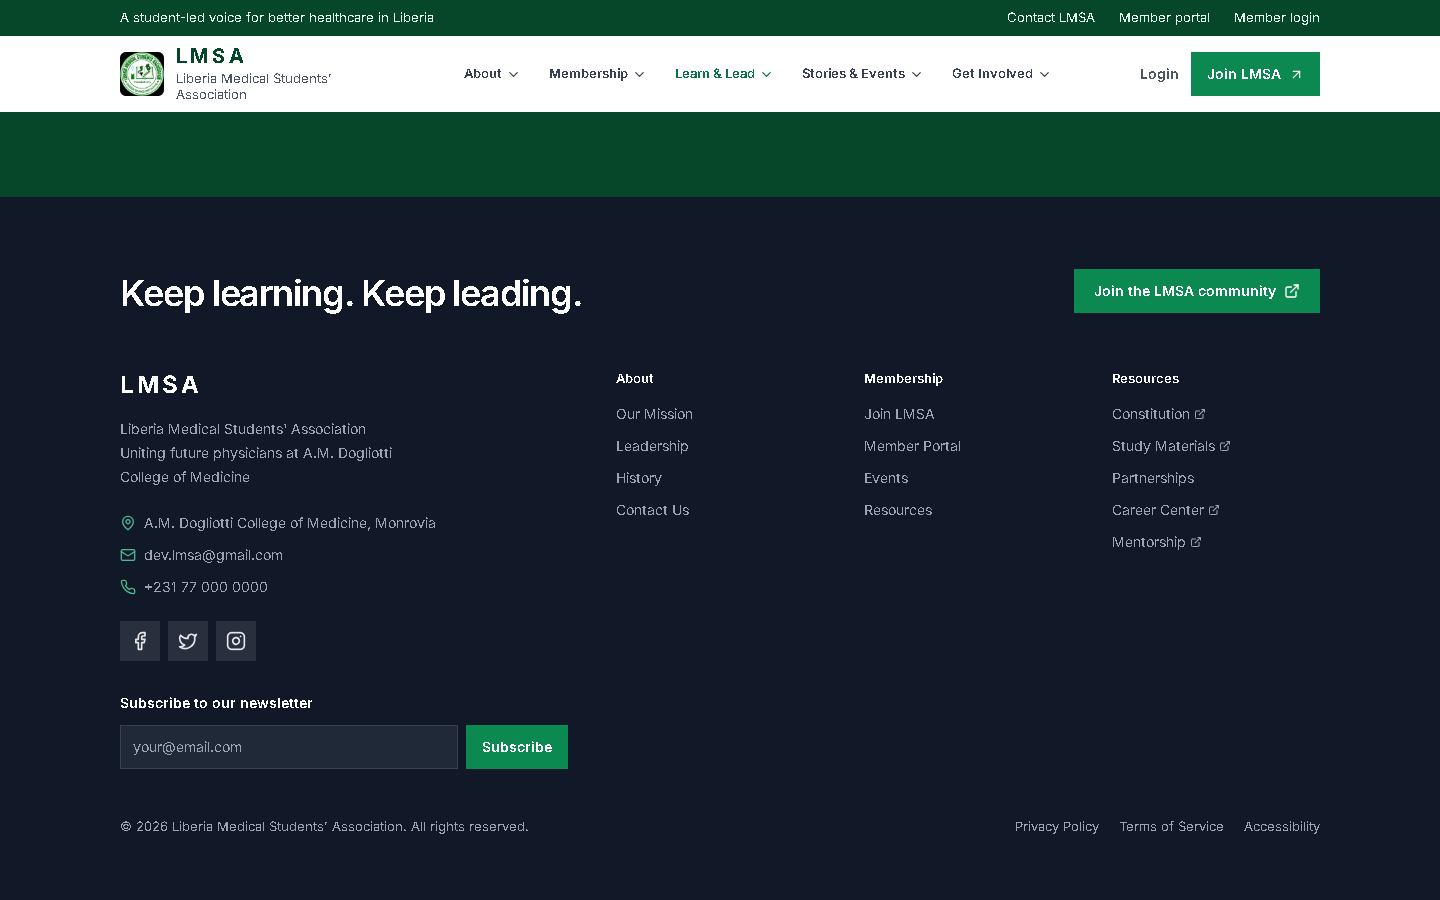 A student-led voice for better healthcare in Liberia
Contact LMSA Member portal Member login
LMSA
Liberia Medical Students'
Association
About Membership Learn & Lead Stories & Events Get Involved
Login Join LMSA
Keep learning. Keep leading.
Join the LMSA community
LMSA
Liberia Medical Students' Association
Uniting future physicians at A.M. Dogliotti
College of Medicine
A.M. Dogliotti College of Medicine, Monrovia
dev.lmsa@gmail.com
+231 77 000 0000
Subscribe to our newsletter
your@email.com Subscribe
About
Our Mission
Leadership
History
Contact Us
Membership
Join LMSA
Member Portal
Events
Resources
Resources
Constitution
Study Materials
Partnerships
Career Center
Mentorship
© 2026 Liberia Medical Students' Association. All rights reserved.
Privacy Policy Terms of Service Accessibility